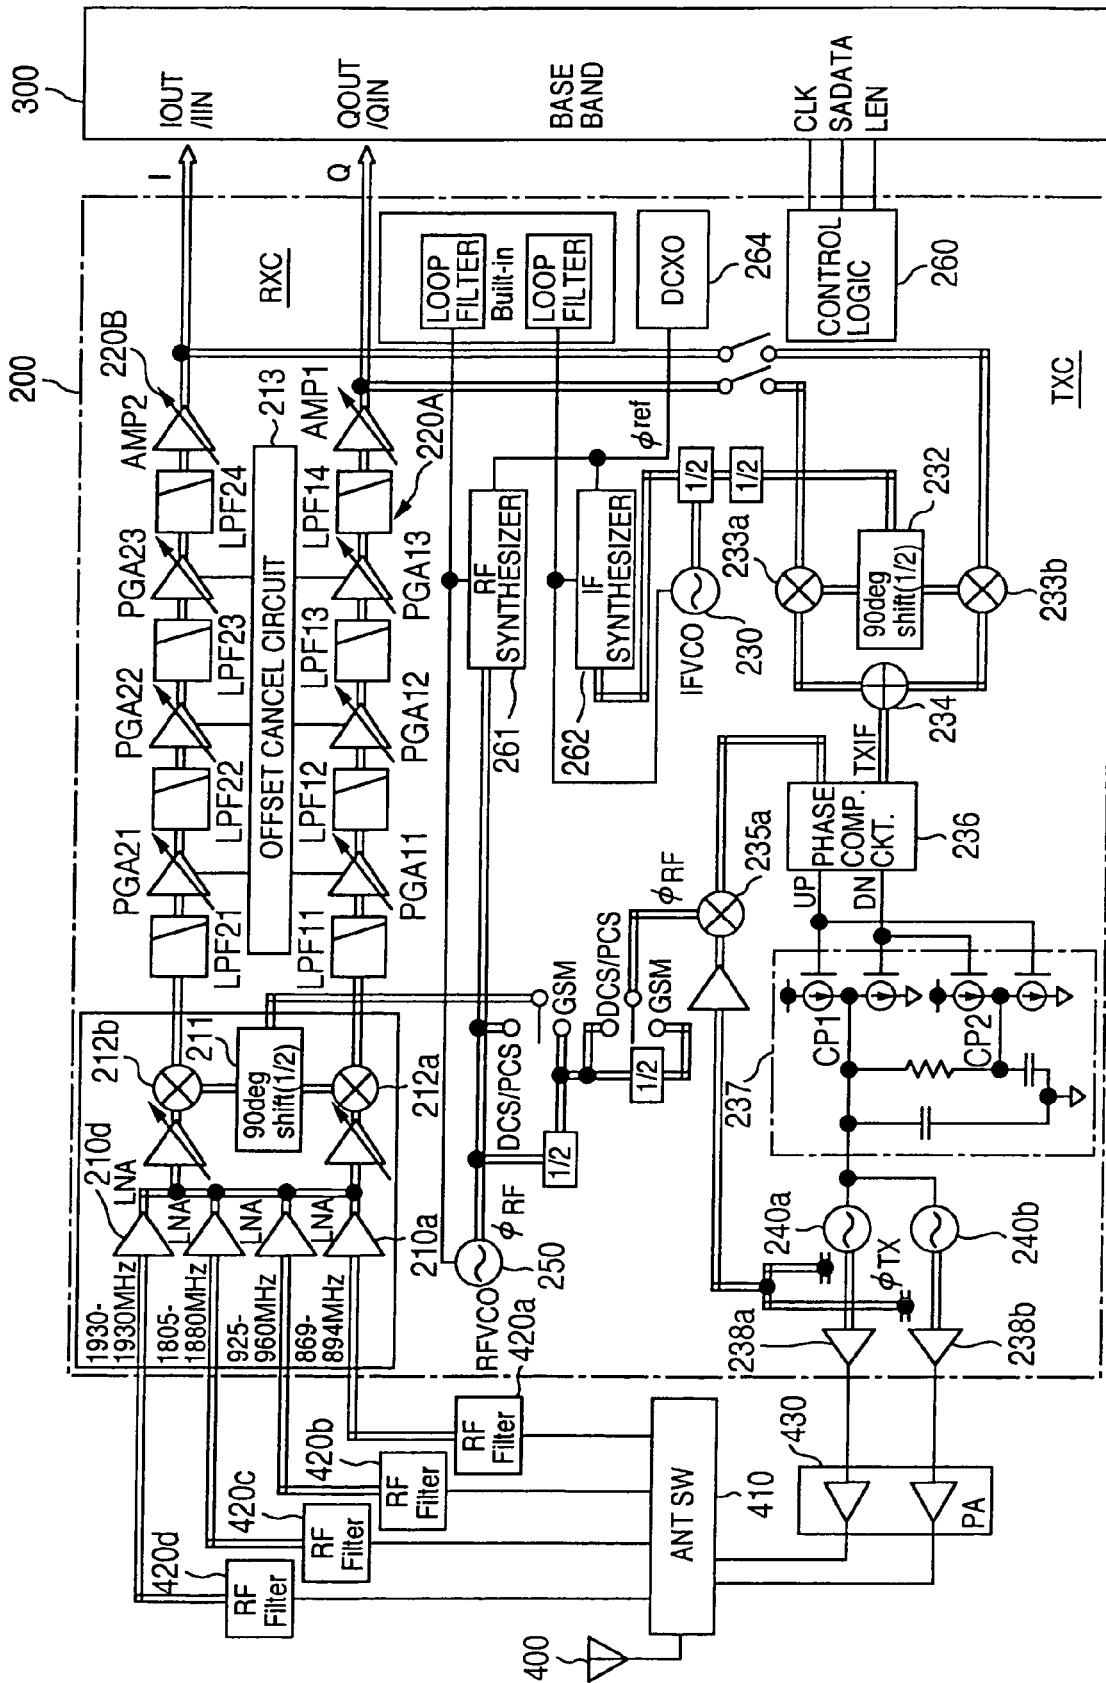 300
IOUT
/IIN
QOUT
/QIN
BASE
BAND
CLK
SADATA
LEN
I
Q
200
RXC
TXC
220B
AMP2
LPF24
PGA23
LPF23
PGA22
LPF22
PGA21
LPF21
213
OFFSET CANCEL CIRCUIT
AMP1
220A
LPF14
PGA13
LPF13
PGA12
LPF12
PGA11
LPF11
212b
211
90deg
shift(1/2)
212a
210d
LNA
LNA
LNA
LNA
210a
1930-
1930MHz
1805-
1880MHz
925-
960MHz
869-
894MHz
LOOP
FILTER
Built-in
LOOP
FILTER
DCXO
264
CONTROL
LOGIC
260
ϕref
RF
SYNTHESIZER
261
IF
SYNTHESIZER
262
1/2
1/2
IFVCO
230
232
90deg
shift(1/2)
233a
233b
234
TXIF
PHASE
COMP.
CKT.
236
UP
DN
235a
ϕRF
DCS/PCS
GSM
DCS/PCS
GSM
1/2
1/2
ϕRF
RFVCO
250
237
CP1
CP2
240a
240b
ϕTX
238a
238b
420a
RF
Filter
420b
RF
Filter
420c
RF
Filter
420d
RF
Filter
ANT SW
410
400
430
PA